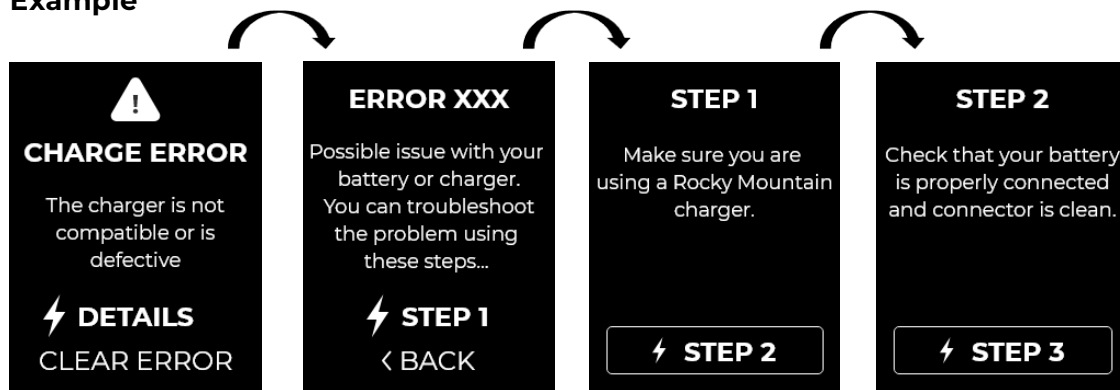 Example
!
CHARGE ERROR
The charger is not
compatible or is
defective
DETAILS
CLEAR ERROR
ERROR XXX
Possible issue with your
battery or charger.
You can troubleshoot
the problem using
these steps...
STEP 1
< BACK
STEP 1
Make sure you are
using a Rocky Mountain
charger.
STEP 2
STEP 2
Check that your battery
is properly connected
and connector is clean.
STEP 3